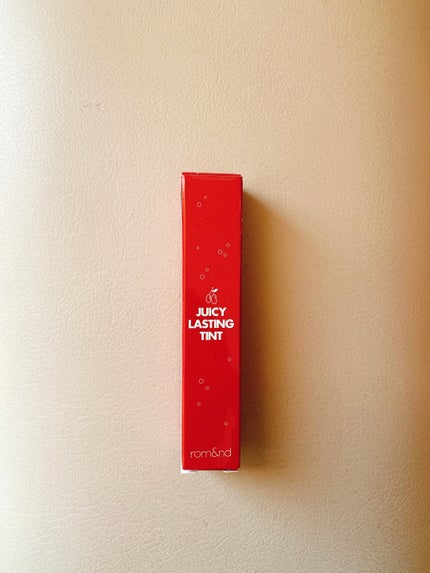 JUICY
LASTING
TINT
rom&nd